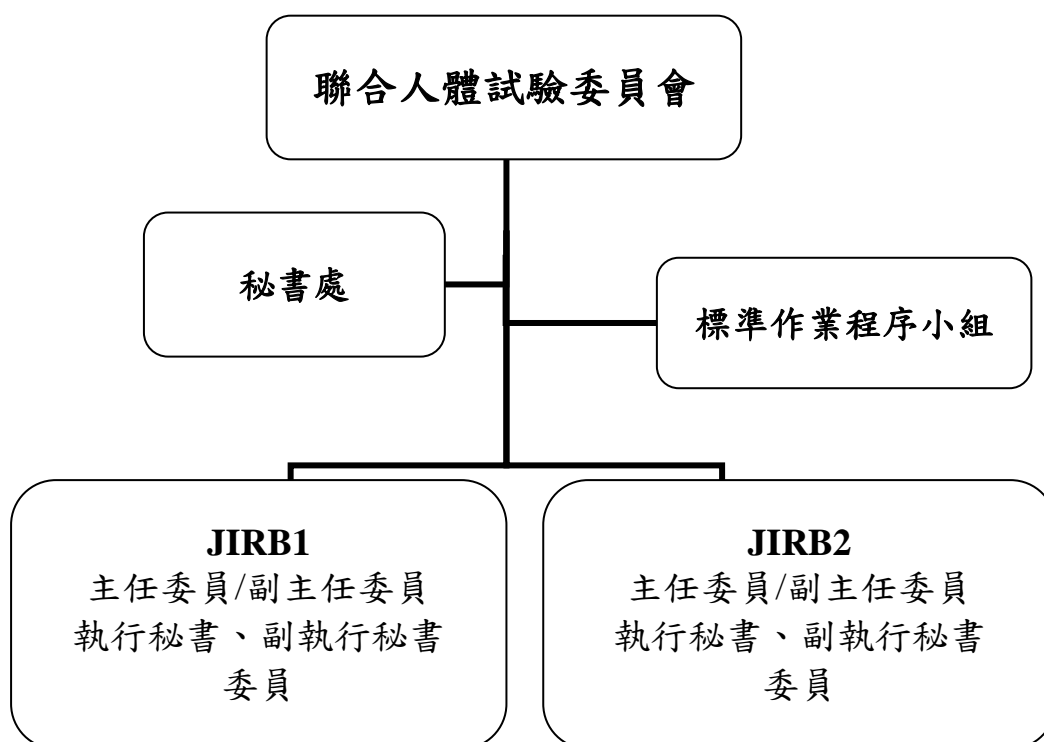 聯合人體試驗委員會
秘書處
標準作業程序小組
JIRB1
主任委員/副主任委員
執行秘書、副執行秘書
委員
JIRB2
主任委員/副主任委員
執行秘書、副執行秘書
委員